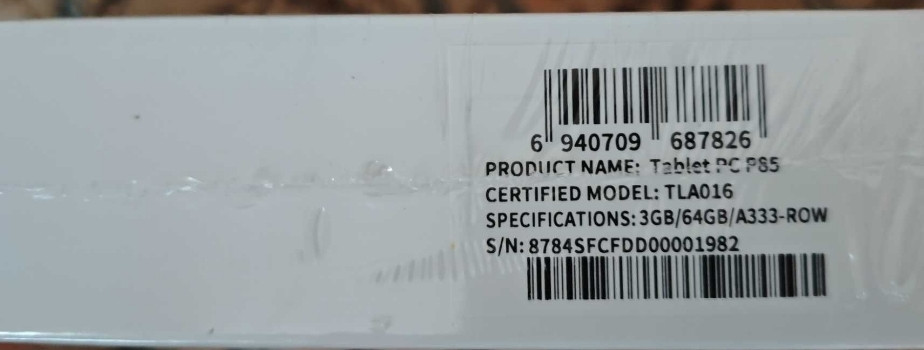 6 940709 687826
PRODUCT NAME: Tablet PC P85
CERTIFIED MODEL: TLA016
SPECIFICATIONS: 3GB/64GB/A333-ROW
S/N: 8784SFCFDD00001982